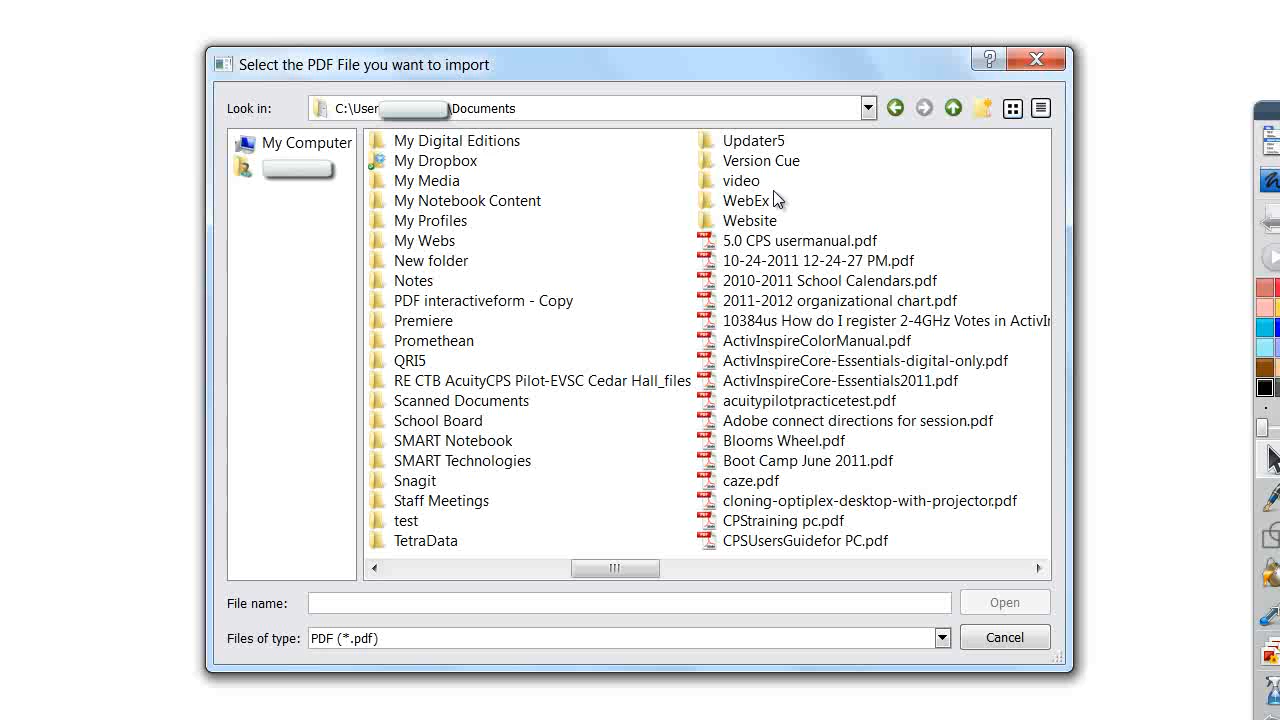 Select the PDF File you want to import
Look in:
C:\User \Documents
My Computer
My Digital Editions
My Dropbox
My Media
My Notebook Content
My Profiles
My Webs
New folder
Notes
PDF interactiveform - Copy
Premiere
Promethean
QRI5
RE CTB AcuityCPS Pilot-EVSC Cedar Hall_files
Scanned Documents
School Board
SMART Notebook
SMART Technologies
Snagit
Staff Meetings
test
TetraData
Updater5
Version Cue
video
WebEx
Website
5.0 CPS usermanual.pdf
10-24-2011 12-24-27 PM.pdf
2010-2011 School Calendars.pdf
2011-2012 organizational chart.pdf
10384us How do I register 2-4GHz Votes in ActivI
ActivInspireColorManual.pdf
ActivInspireCore-Essentials-digital-only.pdf
ActivInspireCore-Essentials2011.pdf
acuitypilotpracticetest.pdf
Adobe connect directions for session.pdf
Blooms Wheel.pdf
Boot Camp June 2011.pdf
caze.pdf
cloning-optiplex-desktop-with-projector.pdf
CPStraining pc.pdf
CPSUsersGuidefor PC.pdf
File name:
Open
Files of type:
PDF (*.pdf)
Cancel